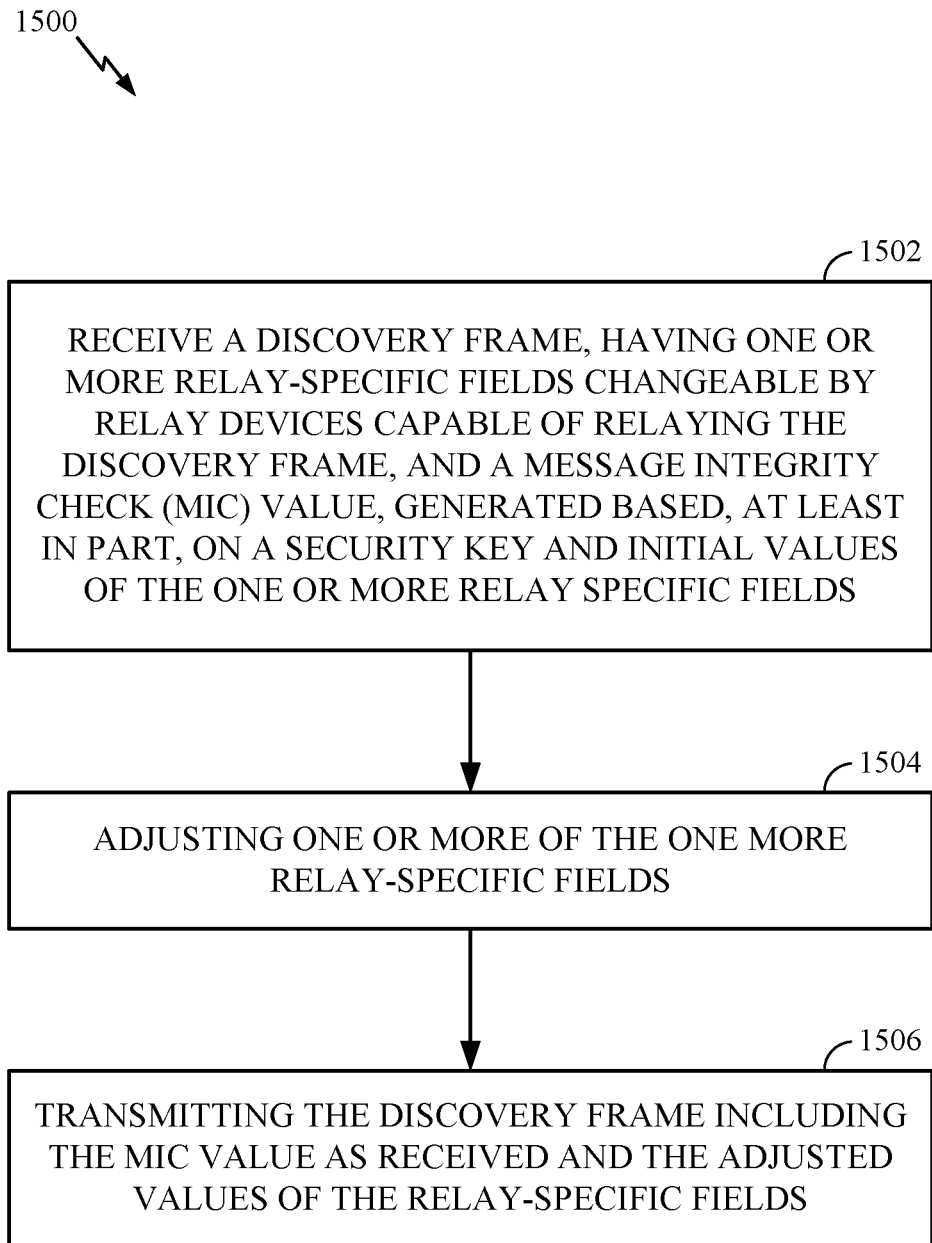 1500
1502
RECEIVE A DISCOVERY FRAME, HAVING ONE OR
MORE RELAY-SPECIFIC FIELDS CHANGEABLE BY
RELAY DEVICES CAPABLE OF RELAYING THE
DISCOVERY FRAME, AND A MESSAGE INTEGRITY
CHECK (MIC) VALUE, GENERATED BASED, AT LEAST
IN PART, ON A SECURITY KEY AND INITIAL VALUES
OF THE ONE OR MORE RELAY SPECIFIC FIELDS
1504
ADJUSTING ONE OR MORE OF THE ONE MORE
RELAY-SPECIFIC FIELDS
1506
TRANSMITTING THE DISCOVERY FRAME INCLUDING
THE MIC VALUE AS RECEIVED AND THE ADJUSTED
VALUES OF THE RELAY-SPECIFIC FIELDS